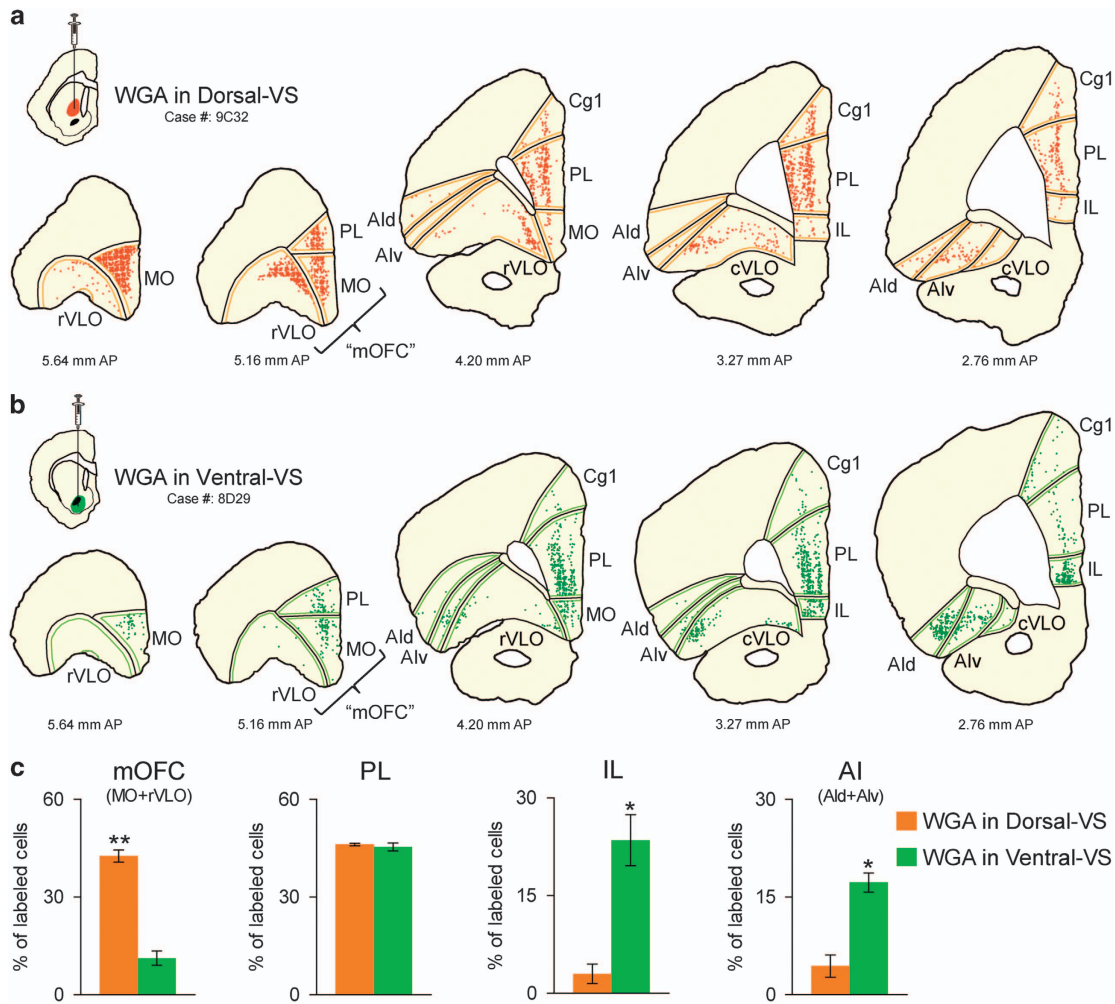 a
WGA in Dorsal-VS
Case #: 9C32
MO
rVLO
5.64 mm AP
PL
MO
rVLO
"mOFC"
5.16 mm AP
Cg1
PL
MO
AId
AIv
rVLO
4.20 mm AP
Cg1
PL
IL
AId
AIv
cVLO
3.27 mm AP
Cg1
PL
IL
AId
AIv
cVLO
2.76 mm AP
b
WGA in Ventral-VS
Case #: 8D29
MO
rVLO
5.64 mm AP
PL
MO
rVLO
"mOFC"
5.16 mm AP
Cg1
PL
MO
AId
AIv
rVLO
4.20 mm AP
Cg1
PL
IL
AId
AIv
cVLO
3.27 mm AP
Cg1
PL
IL
AId
AIv
cVLO
2.76 mm AP
c
mOFC
(MO+rVLO)
% of labeled cells
60
30
0
**
PL
% of labeled cells
60
30
0
IL
% of labeled cells
30
15
0
*
AI
(AId+AIv)
% of labeled cells
30
15
0
*
WGA in Dorsal-VS
WGA in Ventral-VS